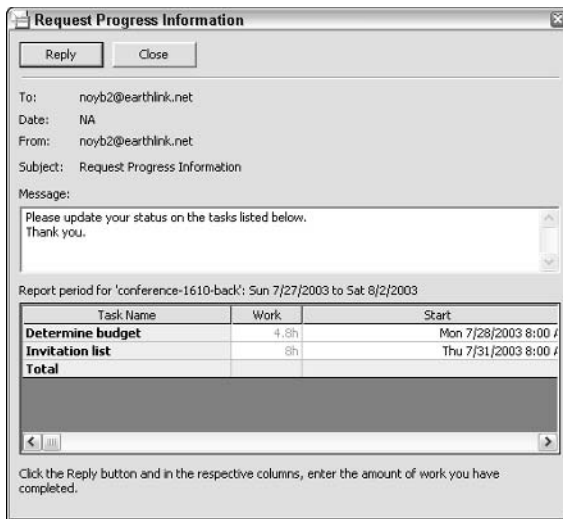 Request Progress Information
Reply Close
To: noyb2@earthlink.net
Date: NA
From: noyb2@earthlink.net
Subject: Request Progress Information
Message:
Please update your status on the tasks listed below.
Thank you.
Report period for 'conference-1610-back': Sun 7/27/2003 to Sat 8/2/2003
Task Name Work Start
Determine budget 4.8h Mon 7/28/2003 8:00 A
Invitation list 8h Thu 7/31/2003 8:00 A
Total
Click the Reply button and in the respective columns, enter the amount of work you have
completed.